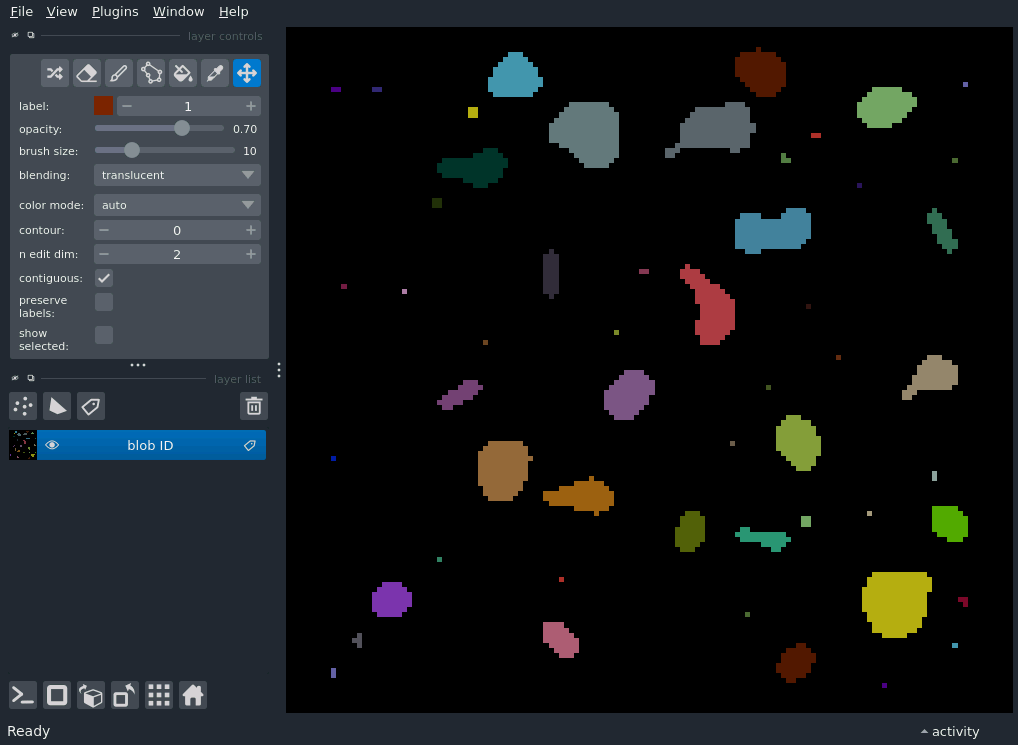 File View Plugins Window Help
layer controls
label: 1
opacity: 0.70
brush size: 10
blending: translucent
color mode: auto
contour: 0
n edit dim: 2
contiguous:
preserve
labels:
show
selected:
layer list
blob ID
Ready activity